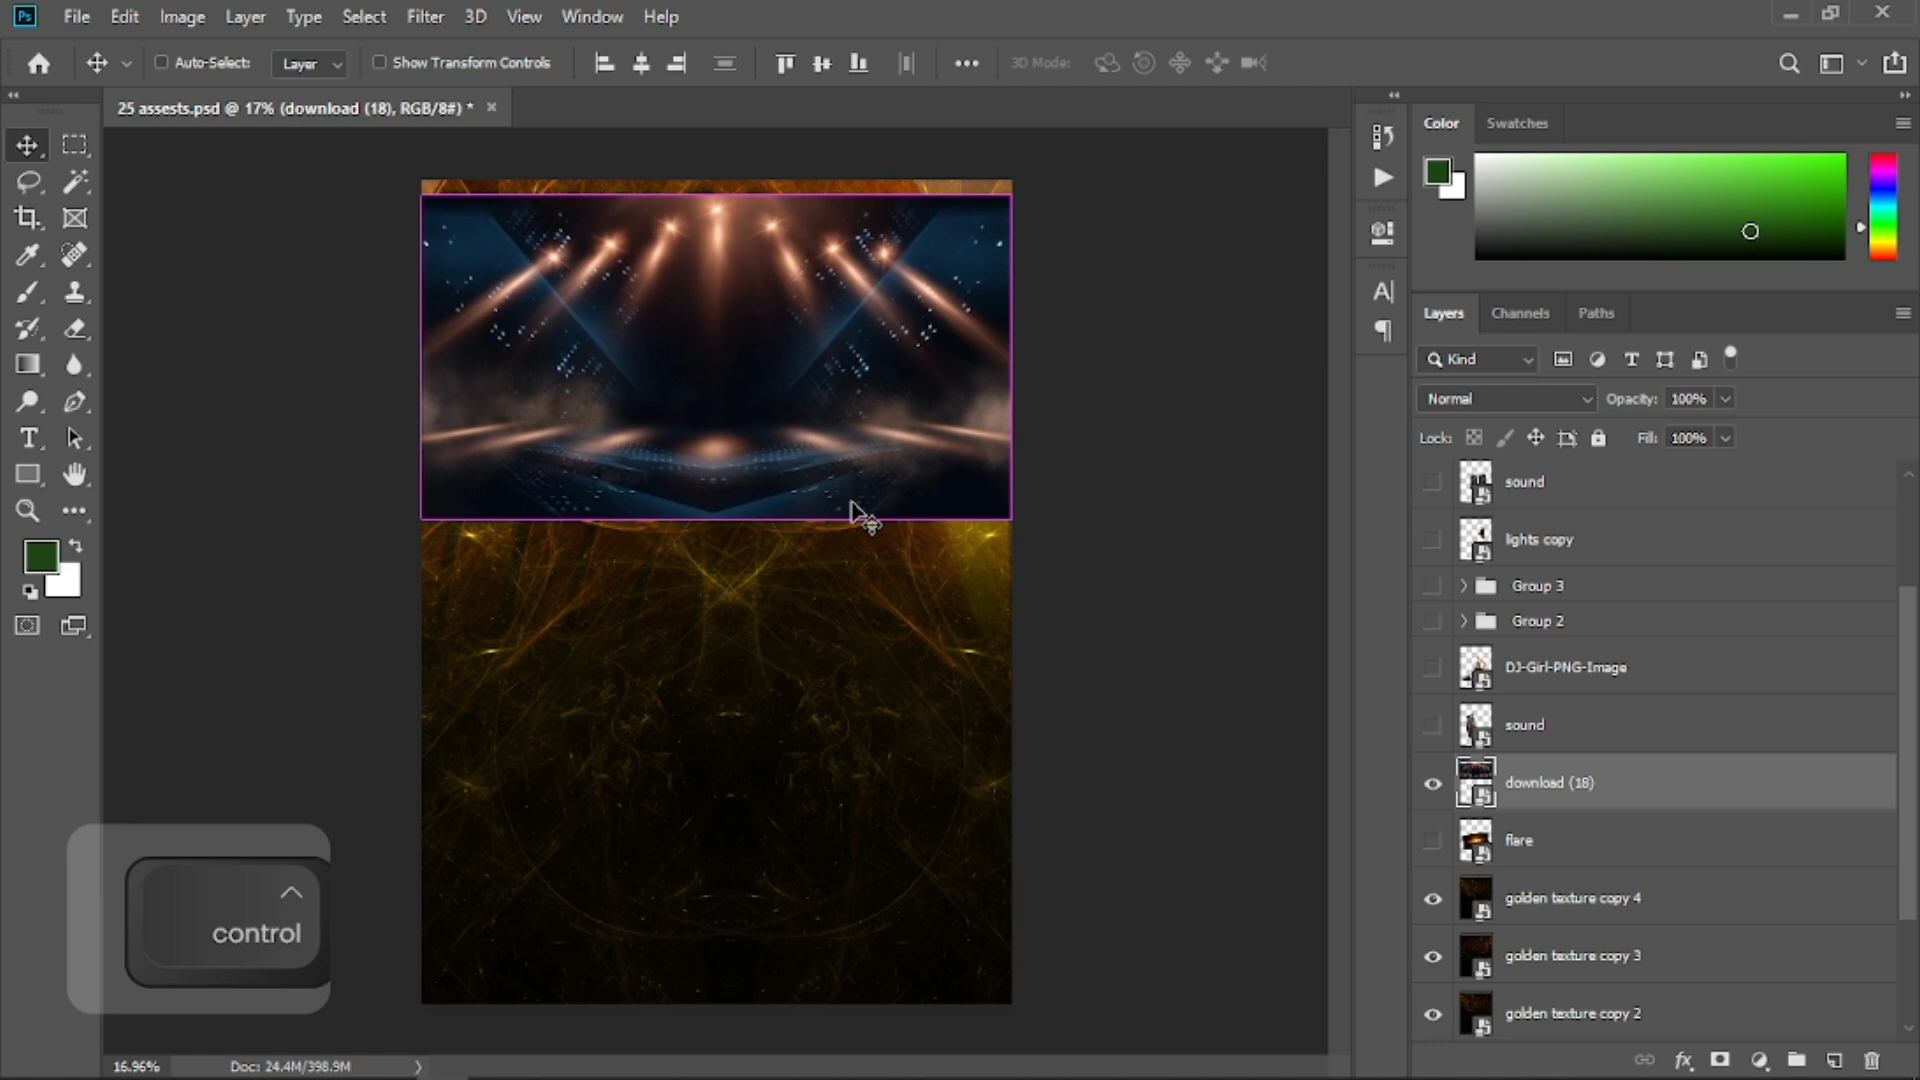 Ps File Edit Image Layer Type Select Filter 3D View Window Help
Auto-Select: Layer Show Transform Controls 3D Mode:
25 assests.psd @ 17% (download (18), RGB/8#) *
Color Swatches
Layers Channels Paths
Kind
Normal Opacity: 100%
Lock: Fill: 100%
sound
lights copy
Group 3
Group 2
DJ-Girl-PNG-Image
sound
download (18)
flare
golden texture copy 4
golden texture copy 3
golden texture copy 2
control
16.96% Doc: 24.4M/398.9M